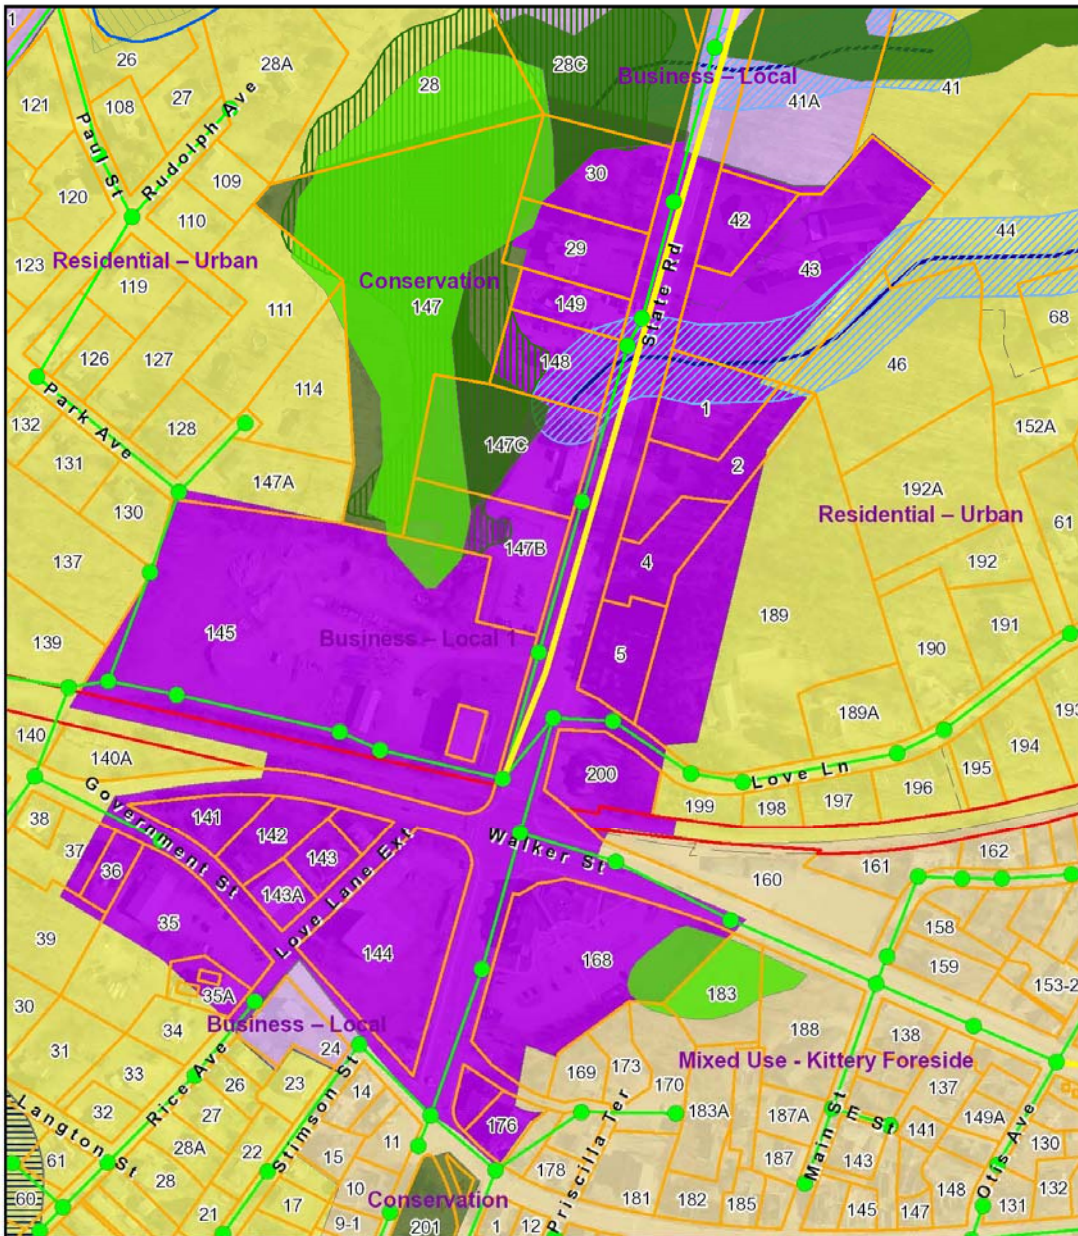 1
26
28A
28
28C
Business – Local
41A
41
121
108
27
Paul St
Rudolph Ave
109
120
110
30
42
44
123
Residential – Urban
119
29
43
Conservation
147
111
149
State Rd
68
126
127
148
46
114
1
Park Ave
132
128
147C
152A
131
2
147A
192A
130
Residential – Urban
61
147B
192
137
4
189
191
145
Business – Local 1
139
5
190
189A
193
140
140A
194
200
Love Ln
195
196
199
198
197
Government St
38
141
142
Walker St
37
143
162
36
161
160
143A
Love Lane Ext
35
158
39
144
168
159
183
153-2
35A
30
34
Business – Local
188
138
31
24
Mixed Use - Kittery Foreside
33
Rice Ave
26
23
14
169
173
170
137
32
27
183A
187A
149A
Langton St
Stimson St
176
Priscilla Ter
Main St
E St
141
Otis Ave
130
28A
11
61
22
15
178
187
143
28
10
148
132
60
17
Conservation
181
182
185
131
21
9-1
201
1
12
145
147